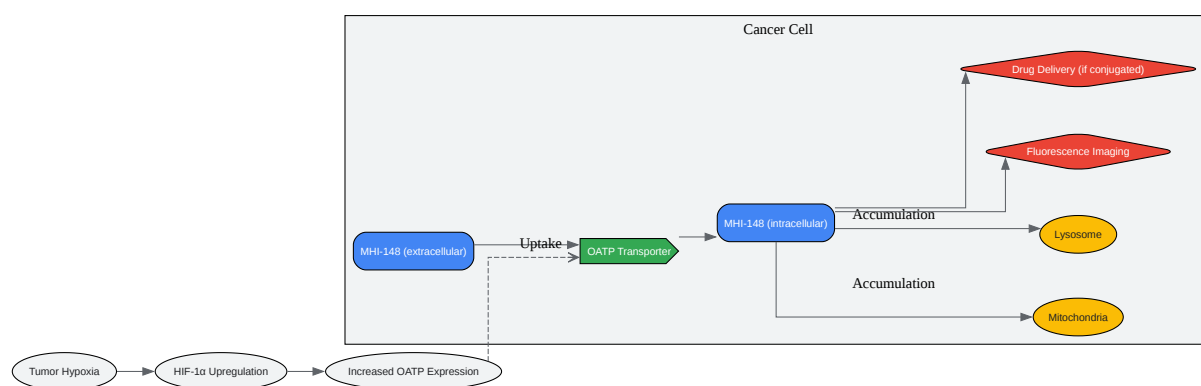 Cancer Cell
Drug Delivery (if conjugated)
Fluorescence Imaging
MHI-148 (intracellular)
Accumulation
MHI-148 (extracellular)
Uptake
OATP Transporter
Lysosome
Accumulation
Mitochondria
Tumor Hypoxia
HIF-1α Upregulation
Increased OATP Expression